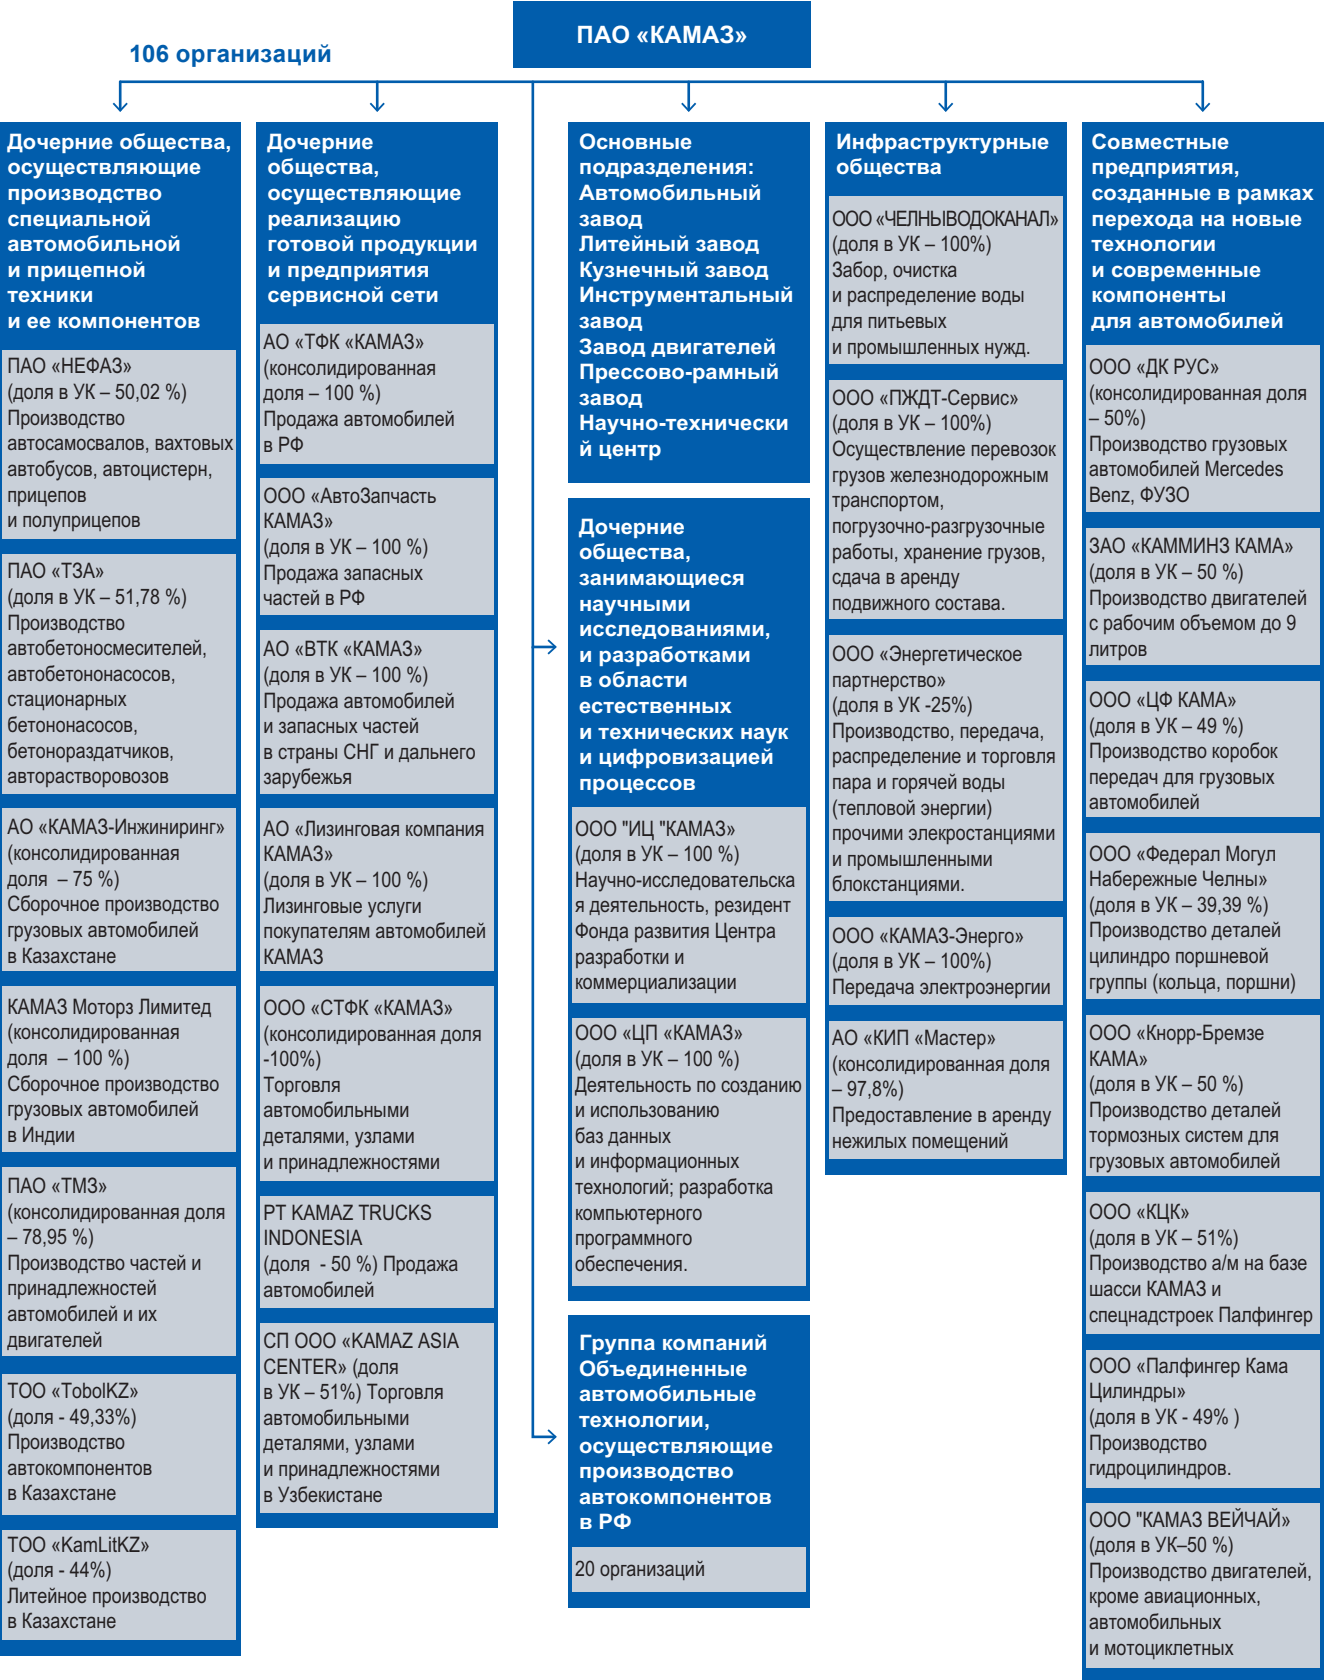 ПАО «КАМАЗ»
106 организаций
Дочерние общества,
осуществляющие
производство
специальной
автомобильной
и прицепной
техники
и ее компонентов
ПАО «НЕФАЗ»
(доля в УК – 50,02 %)
Производство
автосамосвалов, вахтовых
автобусов, автоцистерн,
прицепов
и полуприцепов
ПАО «ТЗА»
(доля в УК – 51,78 %)
Производство
автобетоносмесителей,
автобетононасосов,
стационарных
бетононасосов,
бетонораздатчиков,
авторастворовозов
АО «КАМАЗ-Инжиниринг»
(консолидированная
доля – 75 %)
Сборочное производство
грузовых автомобилей
в Казахстане
КАМАЗ Моторз Лимитед
(консолидированная
доля – 100 %)
Сборочное производство
грузовых автомобилей
в Индии
ПАО «ТМЗ»
(консолидированная доля
– 78,95 %)
Производство частей и
принадлежностей
автомобилей и их
двигателей
ТОО «TobolKZ»
(доля - 49,33%)
Производство
автокомпонентов
в Казахстане
ТОО «KamLitKZ»
(доля - 44%)
Литейное производство
в Казахстане
Дочерние
общества,
осуществляющие
реализацию
готовой продукции
и предприятия
сервисной сети
АО «ТФК «КАМАЗ»
(консолидированная
доля – 100 %)
Продажа автомобилей
в РФ
ООО «АвтоЗапчасть
КАМАЗ»
(доля в УК – 100 %)
Продажа запасных
частей в РФ
АО «ВТК «КАМАЗ»
(доля в УК – 100 %)
Продажа автомобилей
и запасных частей
в страны СНГ и дальнего
зарубежья
АО «Лизинговая компания
КАМАЗ»
(доля в УК – 100 %)
Лизинговые услуги
покупателям автомобилей
КАМАЗ
ООО «СТФК «КАМАЗ»
(консолидированная доля
-100%)
Торговля
автомобильными
деталями, узлами
и принадлежностями
PT KAMAZ TRUCKS
INDONESIA
(доля - 50 %) Продажа
автомобилей
СП ООО «KAMAZ ASIA
CENTER» (доля
в УК – 51%) Торговля
автомобильными
деталями, узлами
и принадлежностями
в Узбекистане
Основные
подразделения:
Автомобильный
завод
Литейный завод
Кузнечный завод
Инструментальный
завод
Завод двигателей
Прессово-рамный
завод
Научно-технически
й центр
Дочерние
общества,
занимающиеся
научными
исследованиями,
и разработками
в области
естественных
и технических наук
и цифровизацией
процессов
ООО "ИЦ "КАМАЗ»
(доля в УК – 100 %)
Научно-исследовательска
я деятельность, резидент
Фонда развития Центра
разработки и
коммерциализации
ООО «ЦП «КАМАЗ»
(доля в УК – 100 %)
Деятельность по созданию
и использованию
баз данных
и информационных
технологий; разработка
компьютерного
программного
обеспечения.
Группа компаний
Объединенные
автомобильные
технологии,
осуществляющие
производство
автокомпонентов
в РФ
20 организаций
Инфраструктурные
общества
ООО «ЧЕЛНЫВОДОКАНАЛ»
(доля в УК – 100%)
Забор, очистка
и распределение воды
для питьевых
и промышленных нужд.
ООО «ПЖДТ-Сервис»
(доля в УК – 100%)
Осуществление перевозок
грузов железнодорожным
транспортом,
погрузочно-разгрузочные
работы, хранение грузов,
сдача в аренду
подвижного состава.
ООО «Энергетическое
партнерство»
(доля в УК -25%)
Производство, передача,
распределение и торговля
пара и горячей воды
(тепловой энергии)
прочими элекростанциями
и промышленными
блокстанциями.
ООО «КАМАЗ-Энерго»
(доля в УК – 100%)
Передача электроэнергии
АО «КИП «Мастер»
(консолидированная доля
– 97,8%)
Предоставление в аренду
нежилых помещений
Совместные
предприятия,
созданные в рамках
перехода на новые
технологии
и современные
компоненты
для автомобилей
ООО «ДК РУС»
(консолидированная доля
– 50%)
Производство грузовых
автомобилей Mercedes
Benz, ФУЗО
ЗАО «КАММИНЗ КАМА»
(доля в УК – 50 %)
Производство двигателей
с рабочим объемом до 9
литров
ООО «ЦФ КАМА»
(доля в УК – 49 %)
Производство коробок
передач для грузовых
автомобилей
ООО «Федерал Могул
Набережные Челны»
(доля в УК – 39,39 %)
Производство деталей
цилиндро поршневой
группы (кольца, поршни)
ООО «Кнорр-Бремзе
КАМА»
(доля в УК – 50 %)
Производство деталей
тормозных систем для
грузовых автомобилей
ООО «КЦК»
(доля в УК – 51%)
Производство а/м на базе
шасси КАМАЗ и
спецнадстроек Палфингер
ООО «Палфингер Кама
Цилиндры»
(доля в УК - 49% )
Производство
гидроцилиндров.
ООО "КАМАЗ ВЕЙЧАЙ»
(доля в УК–50 %)
Производство двигателей,
кроме авиационных,
автомобильных
и мотоциклетных